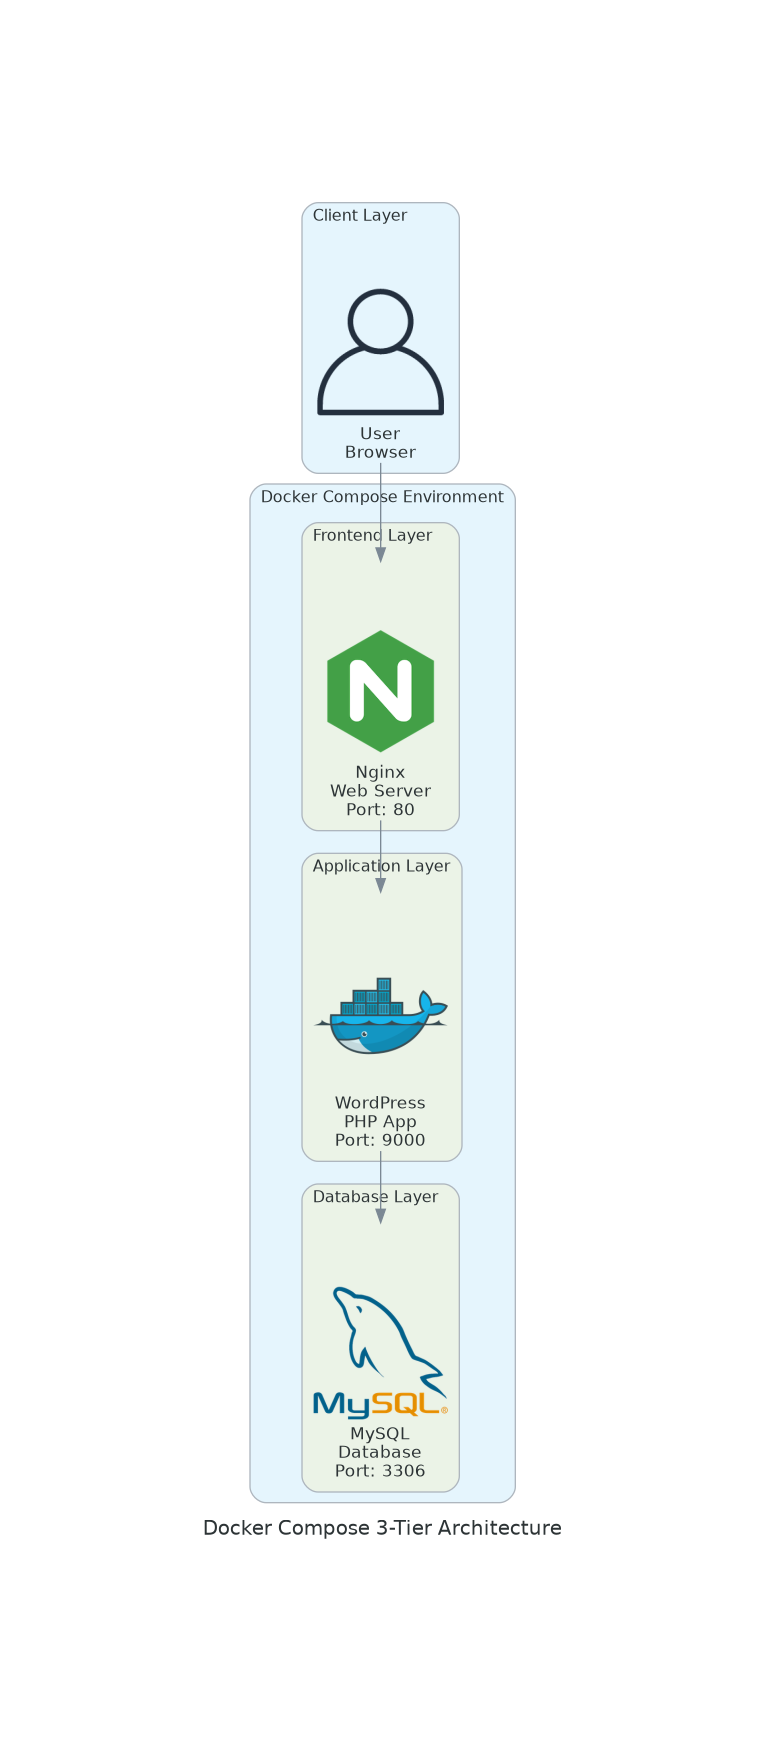 Client Layer
User
Browser
Docker Compose Environment
Frontend Layer
N
Nginx
Web Server
Port: 80
Application Layer
WordPress
PHP App
Port: 9000
Database Layer
MySQL®
MySQL
Database
Port: 3306
Docker Compose 3-Tier Architecture